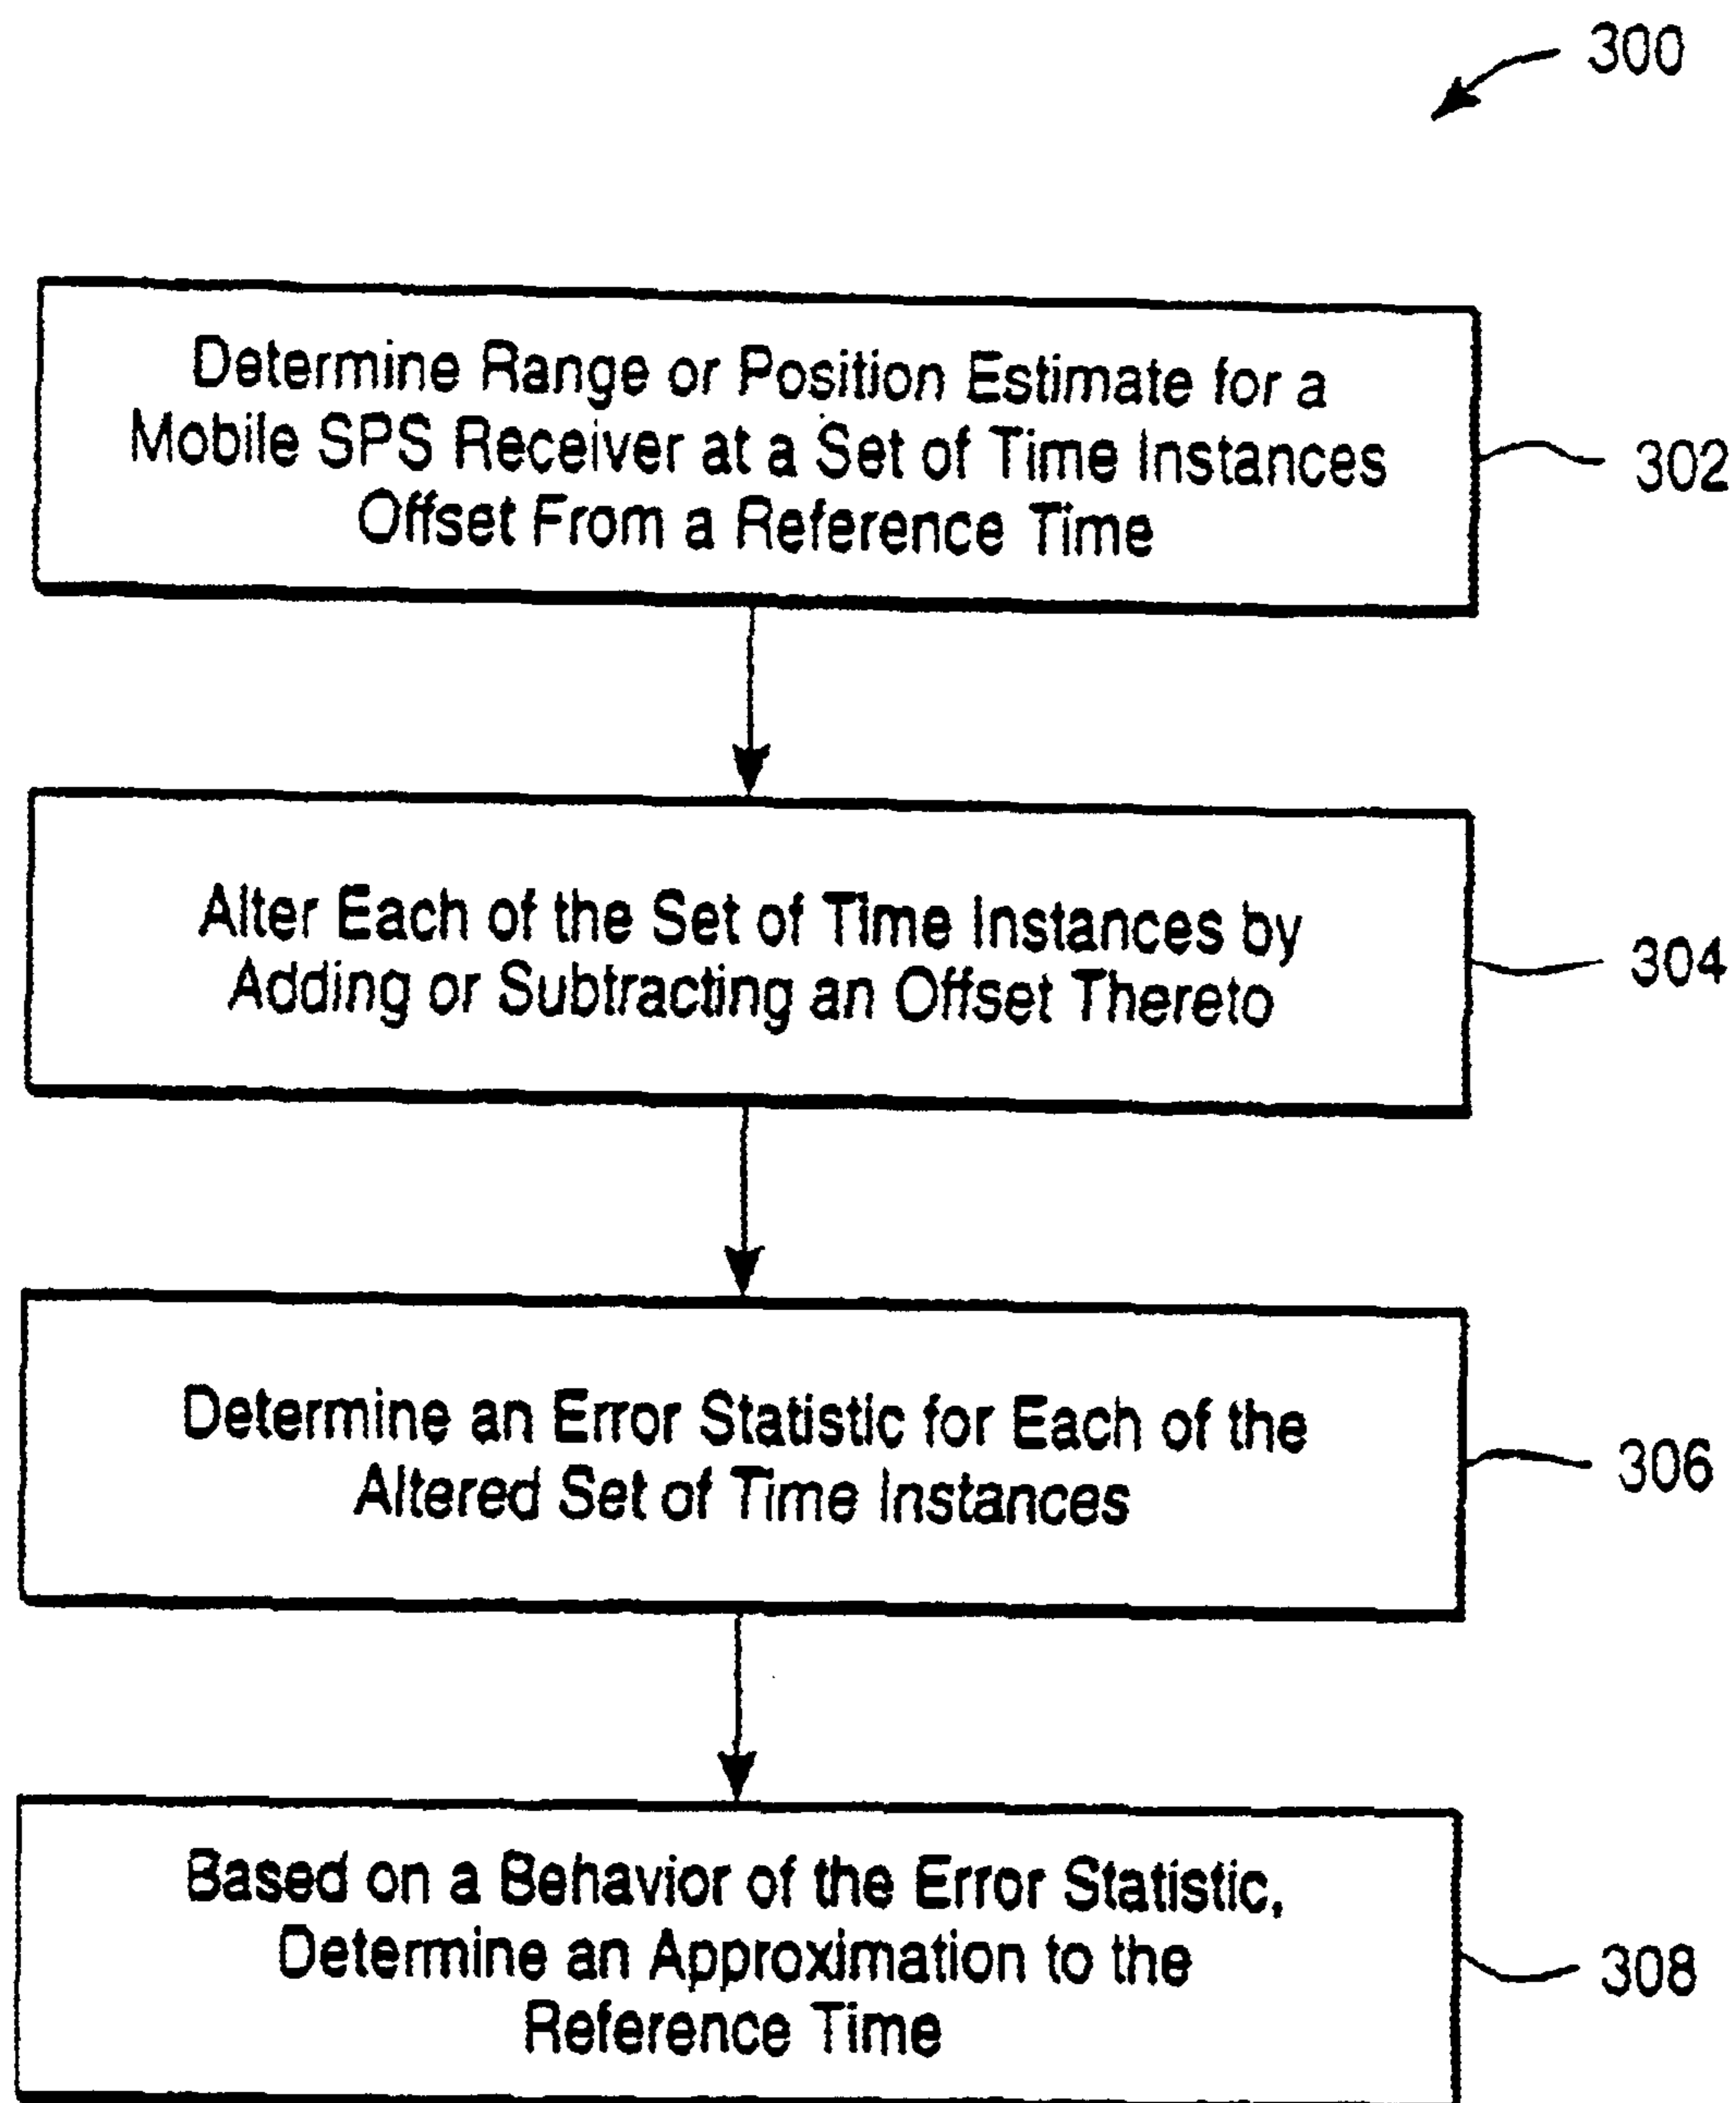 300
Determine Range or Position Estimate for a
Mobile SPS Receiver at a Set of Time Instances
Offset From a Reference Time
302
Alter Each of the Set of Time Instances by
Adding or Subtracting an Offset Thereto
304
Determine an Error Statistic for Each of the
Altered Set of Time Instances
306
Based on a Behavior of the Error Statistic,
Determine an Approximation to the
Reference Time
308